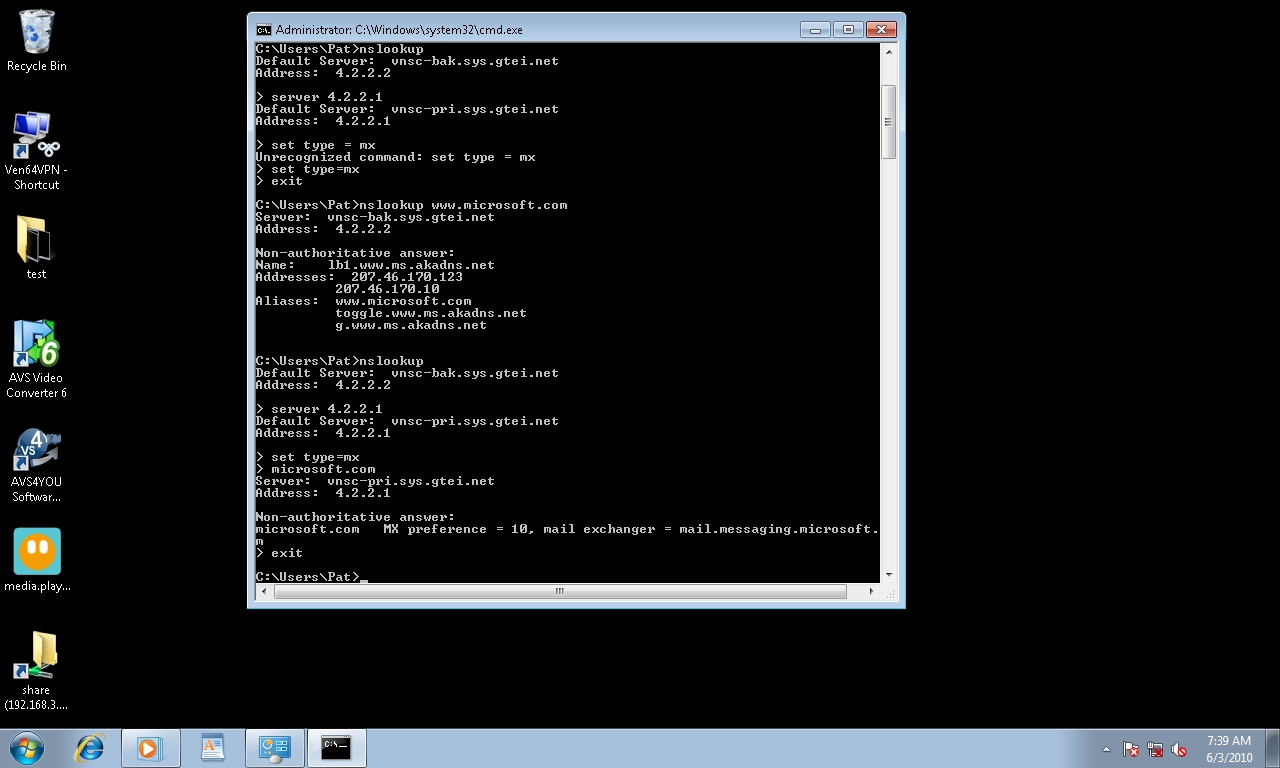 Recycle Bin
Ven64VPN -
Shortcut
test
AVS Video
Converter 6
AVS4YOU
Softwar...
media.play...
share
(192.168.3....
Administrator: C:\Windows\system32\cmd.exe
C:\Users\Pat>nslookup
Default Server:  vnsc-bak.sys.gtei.net
Address:  4.2.2.2
> server 4.2.2.1
Default Server:  vnsc-pri.sys.gtei.net
Address:  4.2.2.1
> set type = mx
Unrecognized command: set type = mx
> set type=mx
> exit
C:\Users\Pat>nslookup www.microsoft.com
Server:  vnsc-bak.sys.gtei.net
Address:  4.2.2.2
Non-authoritative answer:
Name:    lb1.www.ms.akadns.net
Addresses:  207.46.170.123
207.46.170.10
Aliases:  www.microsoft.com
toggle.www.ms.akadns.net
g.www.ms.akadns.net
C:\Users\Pat>nslookup
Default Server:  vnsc-bak.sys.gtei.net
Address:  4.2.2.2
> server 4.2.2.1
Default Server:  vnsc-pri.sys.gtei.net
Address:  4.2.2.1
> set type=mx
> microsoft.com
Server:  vnsc-pri.sys.gtei.net
Address:  4.2.2.1
Non-authoritative answer:
microsoft.com   MX preference = 10, mail exchanger = mail.messaging.microsoft.
m
> exit
C:\Users\Pat>_
7:39 AM
6/3/2010